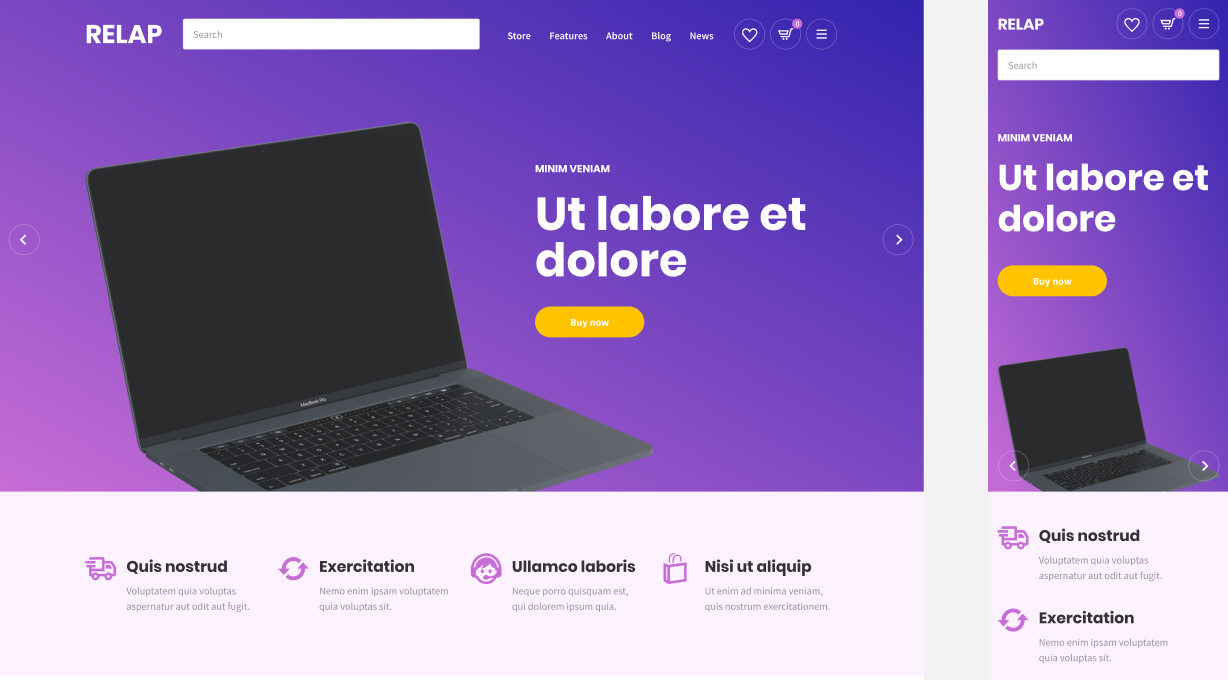 RELAP
Search
Store Features About Blog News
0
MINIM VENIAM
Ut labore et
dolore
Buy now
MacBook Pro
Quis nostrud
Voluptatem quia voluptas
aspernatur aut odit aut fugit.
Exercitation
Nemo enim ipsam voluptatem
quia voluptas sit.
Ullamco laboris
Neque porro quisquam est,
qui dolorem ipsum quia.
Nisi ut aliquip
Ut enim ad minima veniam,
quis nostrum exercitationem.
RELAP
0
Search
MINIM VENIAM
Ut labore et
dolore
Buy now
Quis nostrud
Voluptatem quia voluptas
aspernatur aut odit aut fugit.
Exercitation
Nemo enim ipsam voluptatem
quia voluptas sit.